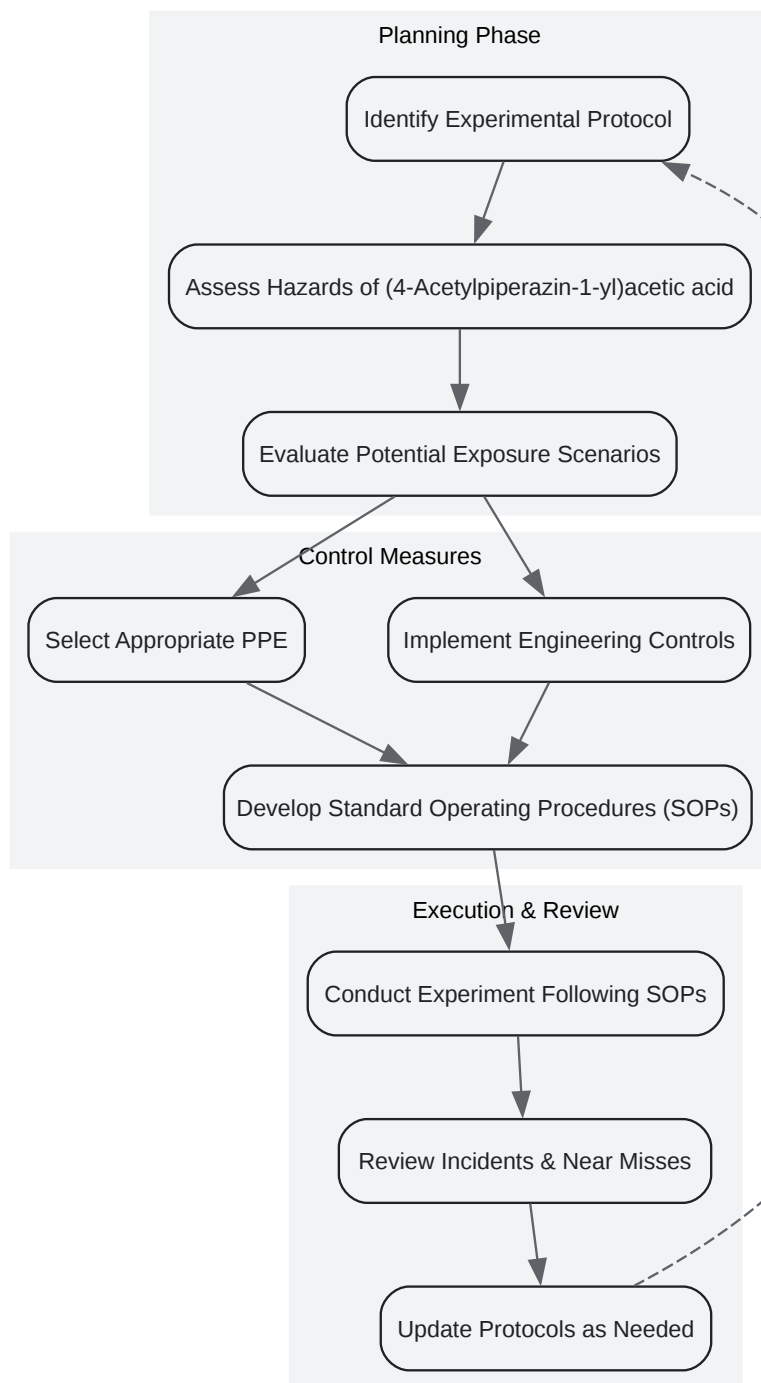 Planning Phase
Identify Experimental Protocol
Assess Hazards of (4-Acetylpiperazin-1-yl)acetic acid
Evaluate Potential Exposure Scenarios
Control Measures
Select Appropriate PPE
Implement Engineering Controls
Develop Standard Operating Procedures (SOPs)
Execution & Review
Conduct Experiment Following SOPs
Review Incidents & Near Misses
Update Protocols as Needed